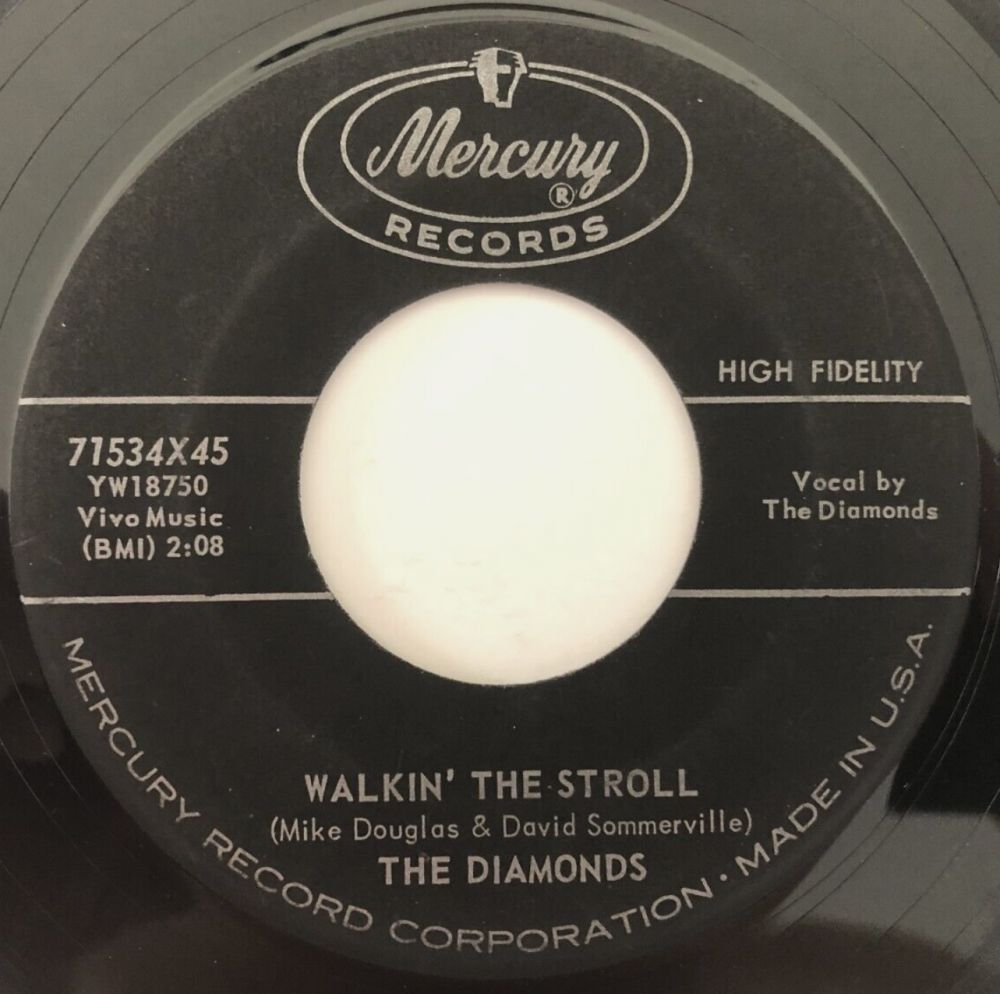 Mercury
®
RECORDS
HIGH FIDELITY
71534X45
YW18750
Vivo Music
(BMI) 2:08
Vocal by
The Diamonds
WALKIN' THE STROLL
(Mike Douglas & David Sommerville)
THE DIAMONDS
MERCURY RECORD CORPORATION • MADE IN U.S.A.